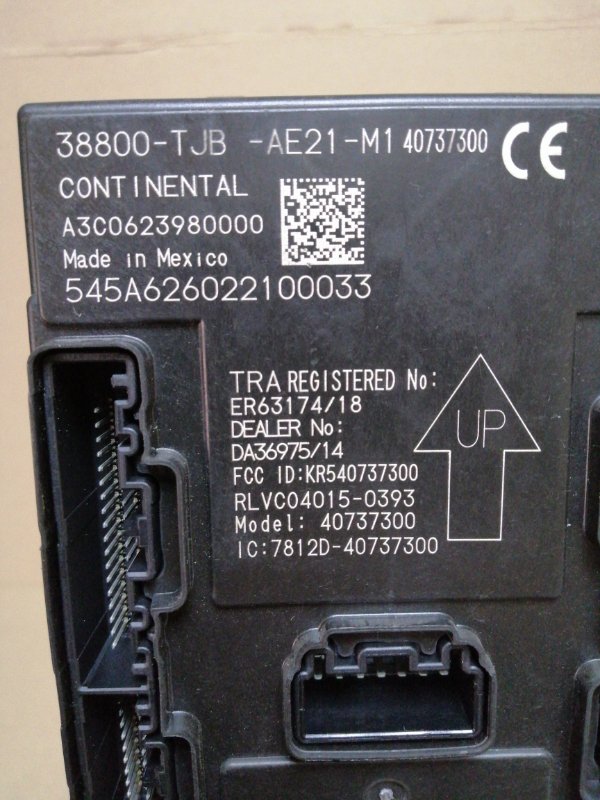 38800-TJB -AE21-M1 40737300 CE
CONTINENTAL
A3C0623980000
Made in Mexico
545A626022100033
TRA REGISTERED No:
ER63174/18
DEALER No:
DA36975/14
FCC ID:KR540737300
RLVC04015-0393
Model: 40737300
IC:7812D-40737300
UP